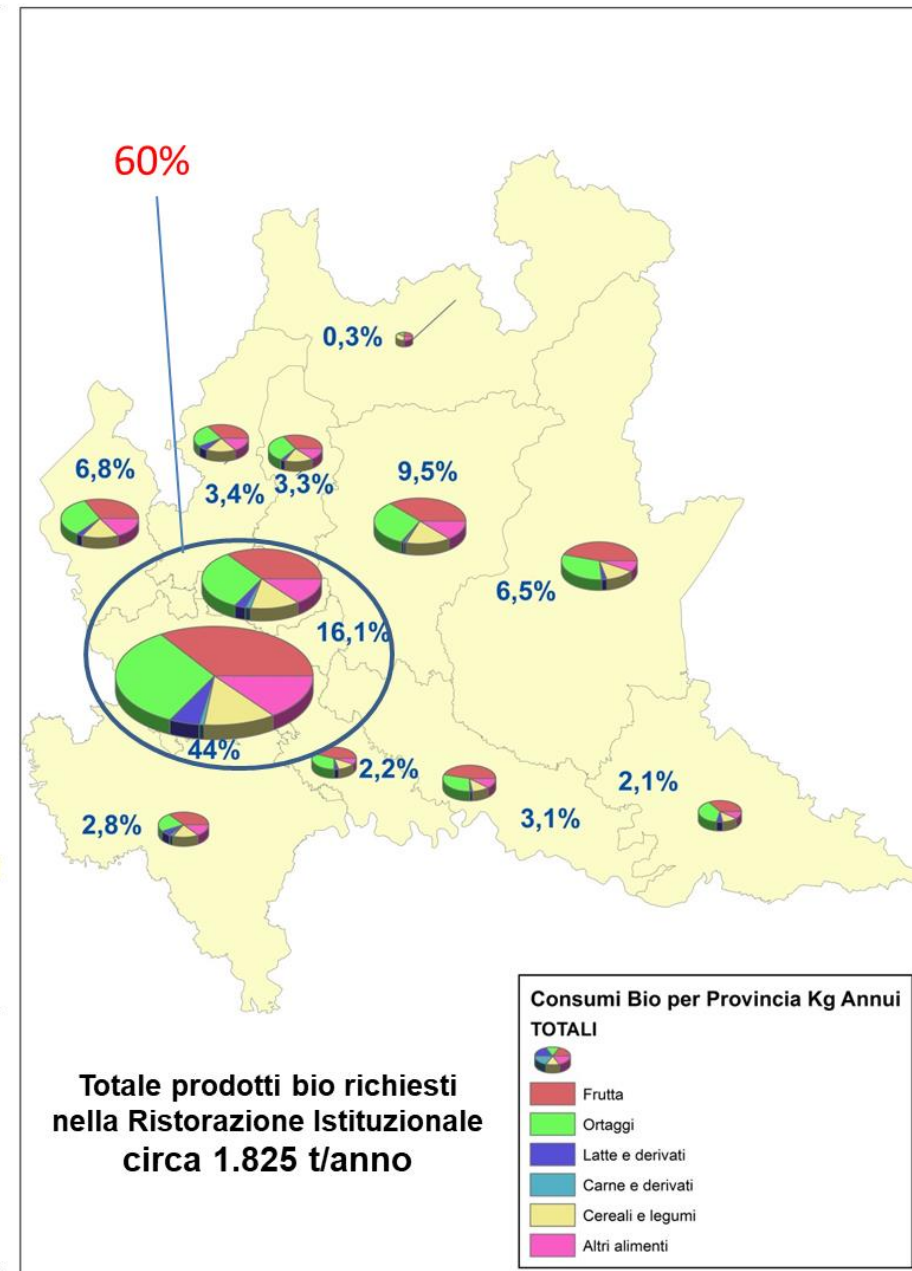 60%
0,3%
6,8%
3,4%
3,3%
9,5%
6,5%
16,1%
44%
2,2%
2,8%
3,1%
2,1%
Totale prodotti bio richiesti
nella Ristorazione Istituzionale
circa 1.825 t/anno
Consumi Bio per Provincia Kg Annui
TOTALI
Frutta
Ortaggi
Latte e derivati
Carne e derivati
Cereali e legumi
Altri alimenti